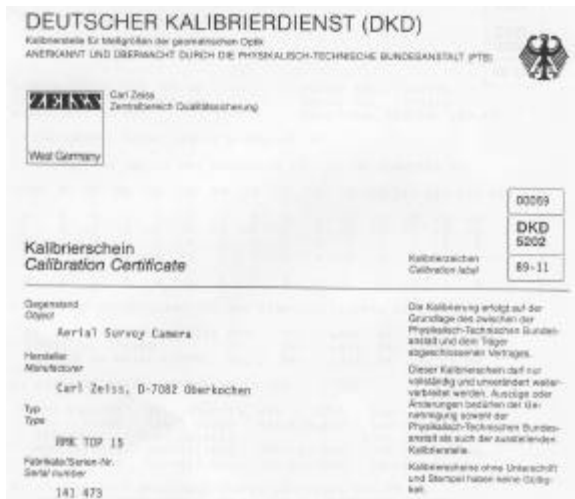 DEUTSCHER KALIBRIERDIENST (DKD)
Kalibrierstelle für Meßgrößen der geometrischen Optik
ANERKANNT UND ÜBERWACHT DURCH DIE PHYSIKALISCH-TECHNISCHE BUNDESANSTALT (PTB)
ZEISS
West Germany
Carl Zeiss
Zentralbereich Qualitätssicherung
00069
DKD
5202
89-11
Kalibrierschein
Calibration Certificate
Kalibrierzeichen
Calibration label
Gegenstand
Object
Aerial Survey Camera
Hersteller
Manufacturer
Carl Zeiss, D-7082 Oberkochen
Typ
Type
RMK TOP 15
Fabrikate/Serien-Nr.
Serial number
141 473
Die Kalibrierung erfolgt auf der
Grundlage des zwischen der
Physikalisch-Technischen Bundes-
anstalt und dem Träger
abgeschlossenen Vertrages.
Dieser Kalibrierschein darf nur
vollständig und unverändert weiter-
verbreitet werden. Auszüge oder
Änderungen bedürfen der Ge-
nehmigung sowohl der
Physikalisch-Technischen Bundes-
anstalt als auch der ausstellenden
Kalibrierstelle.
Kalibrierscheine ohne Unterschrift
und Stempel haben keine Gültig-
keit.